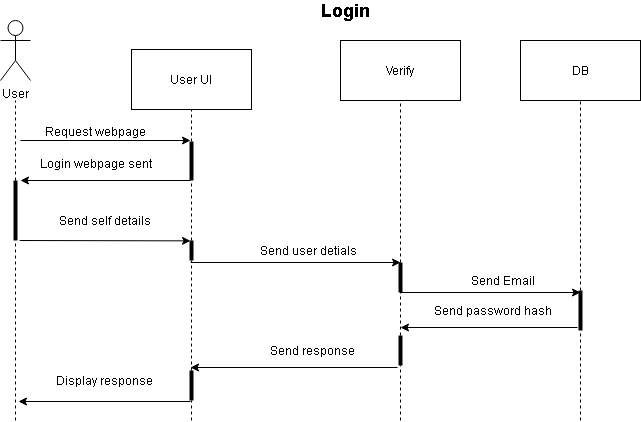 Login
User
User UI
Verify
DB
Request webpage
Login webpage sent
Send self details
Send user detials
Send Email
Send password hash
Send response
Display response